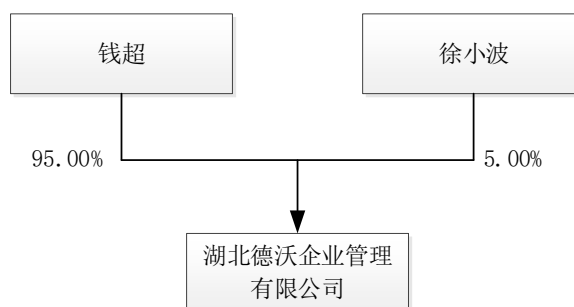 钱超
徐小波
95.00%
5.00%
湖北德沃企业管理
有限公司